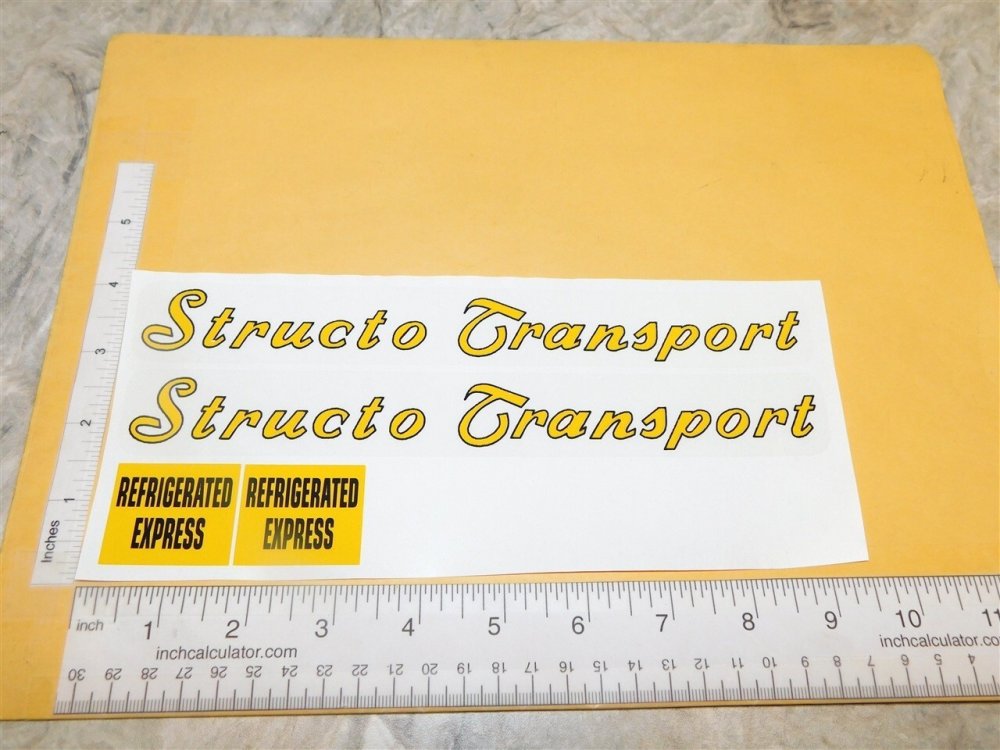 Structo Transport
Structo Transport
REFRIGERATED
EXPRESS
REFRIGERATED
EXPRESS
Inches 1 2 3 4 5
inch 1 2 3 4 5 6 7 8 9 10 11
inchcalculator.com inchcalculator.co
30 29 28 27 26 25 24 23 22 21 20 19 18 17 16 15 14 13 12 11 10 9 8 7 6 5 4